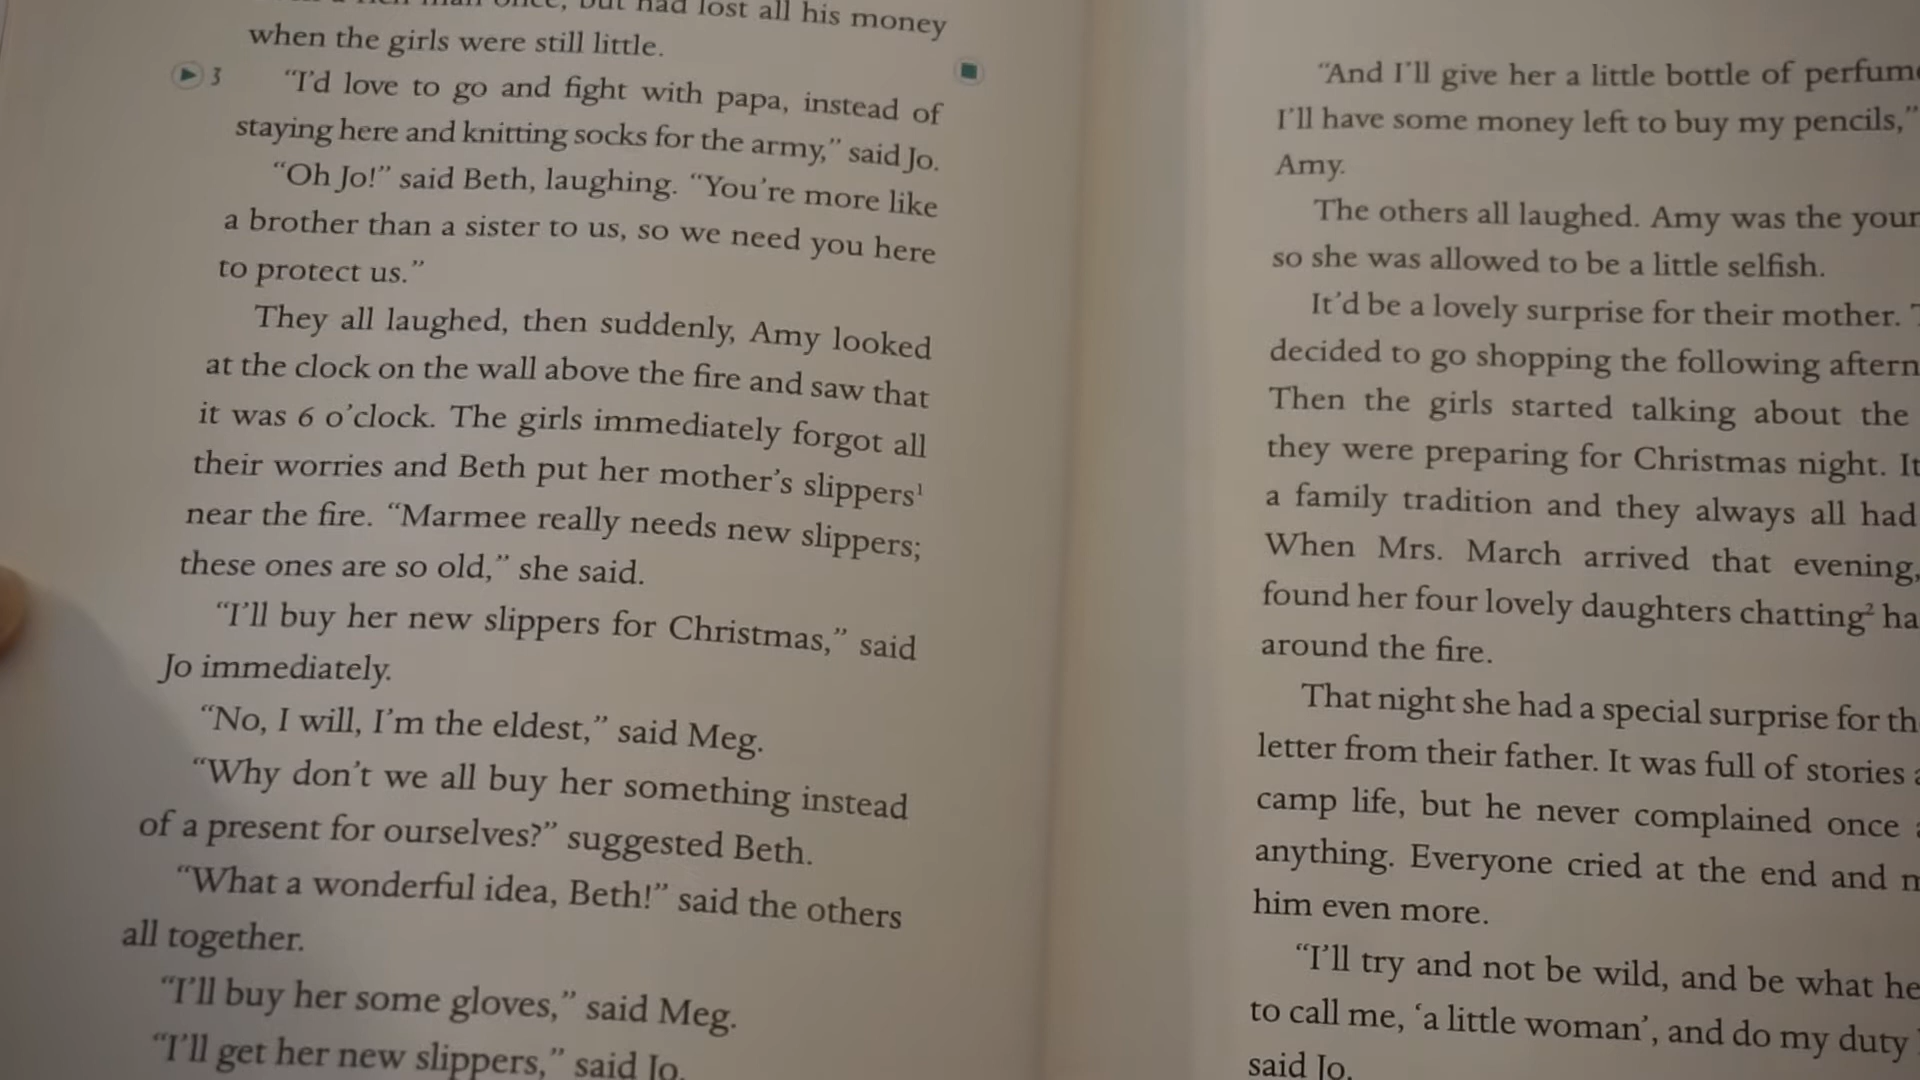 had lost all his money
when the girls were still little.
3 “I’d love to go and fight with papa, instead of
staying here and knitting socks for the army,” said Jo.
“Oh Jo!” said Beth, laughing. “You’re more like
a brother than a sister to us, so we need you here
to protect us.”
They all laughed, then suddenly, Amy looked
at the clock on the wall above the fire and saw that
it was 6 o’clock. The girls immediately forgot all
their worries and Beth put her mother’s slippers¹
near the fire. “Marmee really needs new slippers;
these ones are so old,” she said.
“I’ll buy her new slippers for Christmas,” said
Jo immediately.
“No, I will, I’m the eldest,” said Meg.
“Why don’t we all buy her something instead
of a present for ourselves?” suggested Beth.
“What a wonderful idea, Beth!” said the others
all together.
“I’ll buy her some gloves,” said Meg.
“I’ll get her new slippers,” said Jo.
“And I’ll give her a little bottle of
I’ll have some money left to buy my pencils,”
Amy.
The others all laughed. Amy was the
so she was allowed to be a little selfish.
It’d be a lovely surprise for their mother.
decided to go shopping the following
Then the girls started talking about the
they were preparing for Christmas night. It
a family tradition and they always all had
When Mrs. March arrived that evening,
found her four lovely daughters chatting²
around the fire.
That night she had a special surprise for
letter from their father. It was full of stories
camp life, but he never complained once
anything. Everyone cried at the end and
him even more.
“I’ll try and not be wild, and be what he
to call me, ‘a little woman’, and do my duty
said Jo.